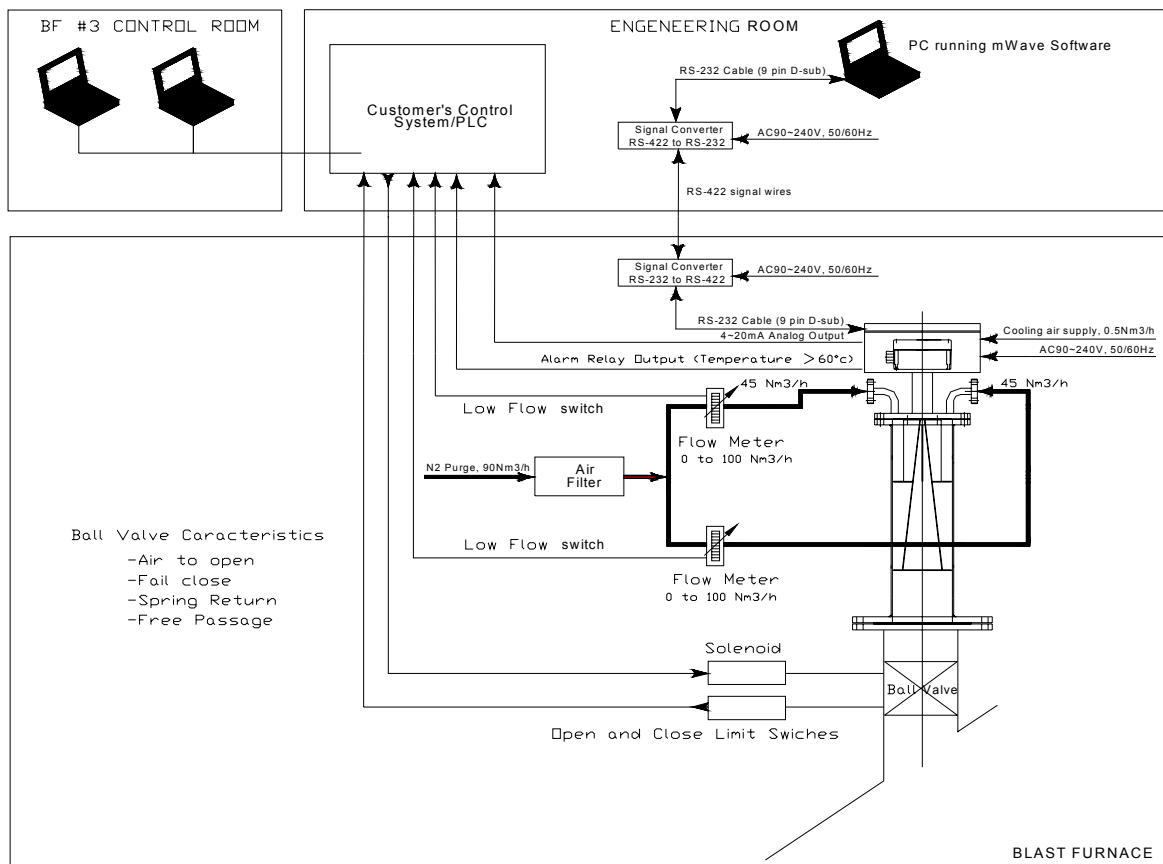 BF #3 CONTROL ROOM
ENGENEERING ROOM
PC running mWave Software
RS-232 Cable (9 pin D-sub)
Customer's Control
System/PLC
Signal Converter
RS-422 to RS-232
AC90~240V, 50/60Hz
RS-422 signal wires
Signal Converter
RS-232 to RS-422
AC90~240V, 50/60Hz
RS-232 Cable (9 pin D-sub)
4~20mA Analog Output
Cooling air supply, 0.5Nm3/h
AC90~240V, 50/60Hz
Alarm Relay Output (Temperature >60°c)
45 Nm3/h
45 Nm3/h
Low Flow switch
Flow Meter
0 to 100 Nm3/h
N2 Purge, 90Nm3/h
Air
Filter
Ball Valve Caracteristics
-Air to open
-Fail close
-Spring Return
-Free Passage
Low Flow switch
Flow Meter
0 to 100 Nm3/h
Solenoid
Ball Valve
Open and Close Limit Swiches
BLAST FURNACE